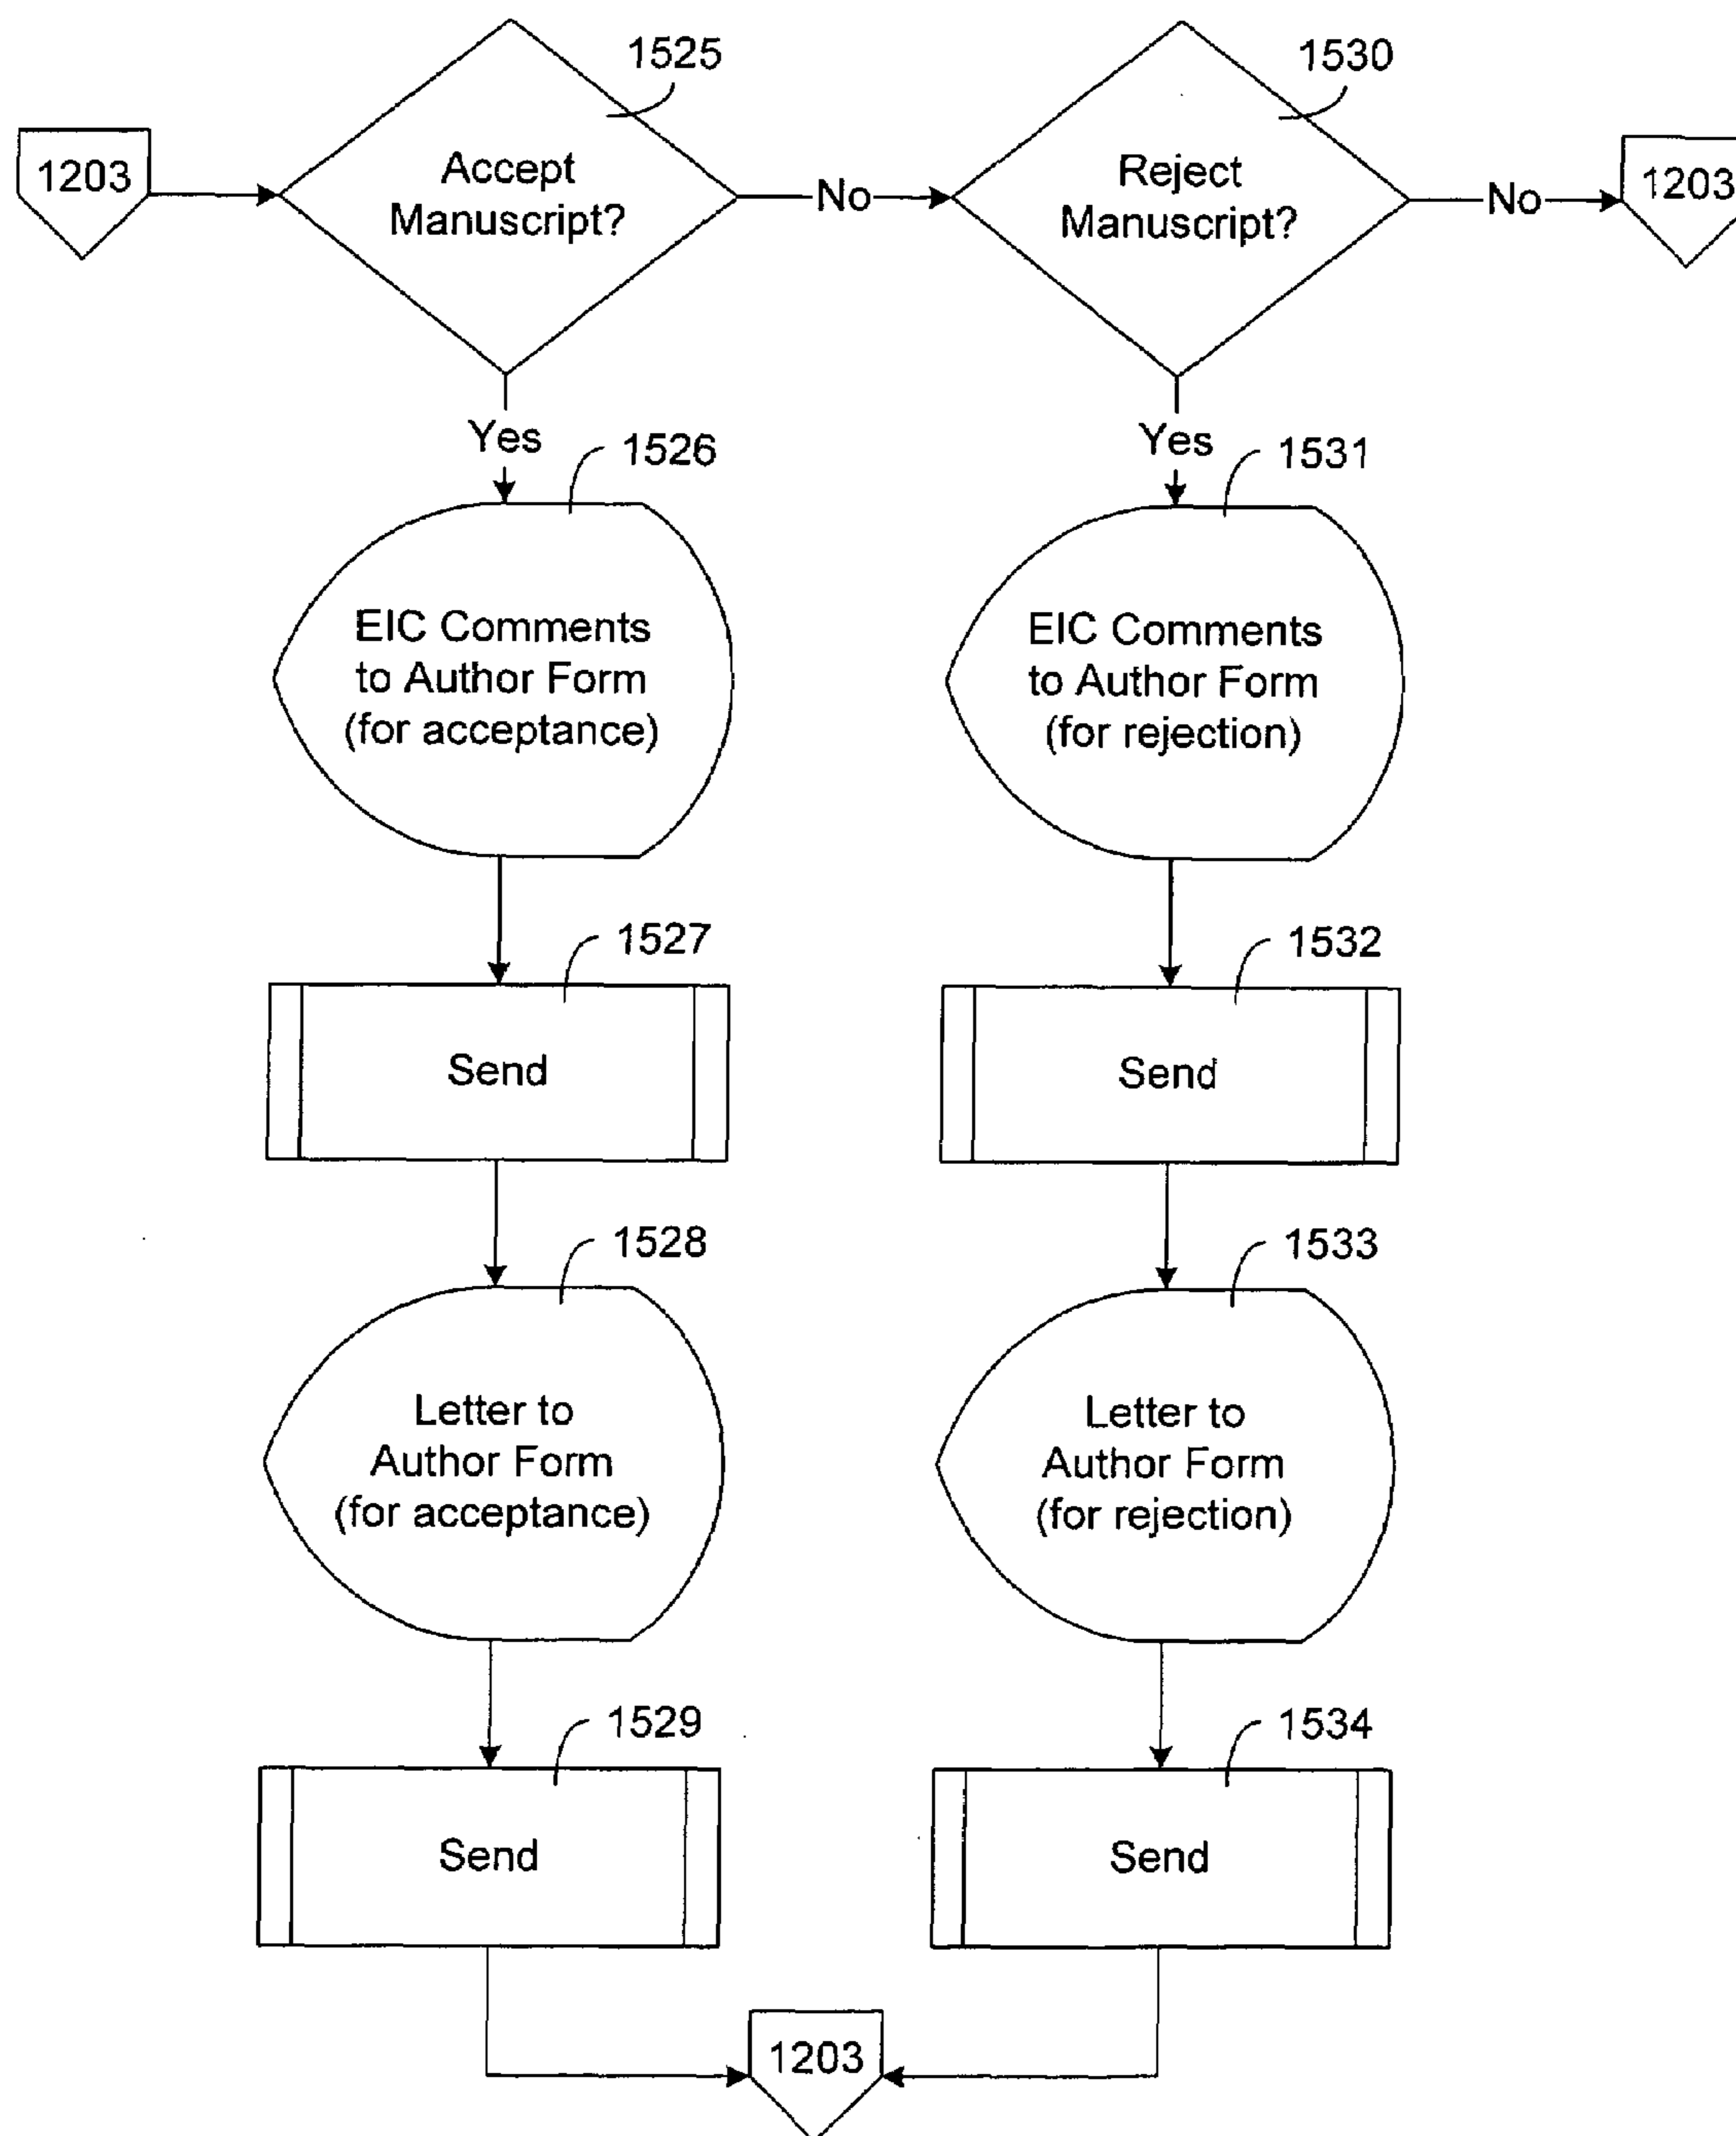 1525
1530
1203
Accept
Manuscript?
No
Reject
Manuscript?
No
1203
Yes
1526
Yes
1531
EIC Comments
to Author Form
(for acceptance)
EIC Comments
to Author Form
(for rejection)
1527
1532
Send
Send
1528
1533
Letter to
Author Form
(for acceptance)
Letter to
Author Form
(for rejection)
1529
1534
Send
Send
1203